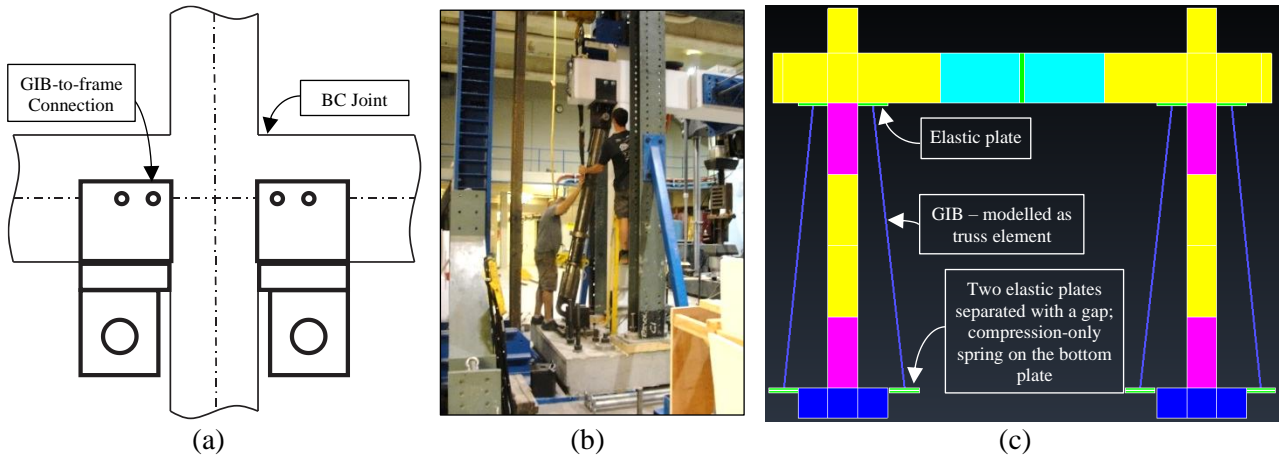 GIB-to-frame
Connection
BC Joint
Elastic plate
GIB – modelled as
truss element
Two elastic plates
separated with a gap;
compression-only
spring on the bottom
plate
(a)
(b)
(c)